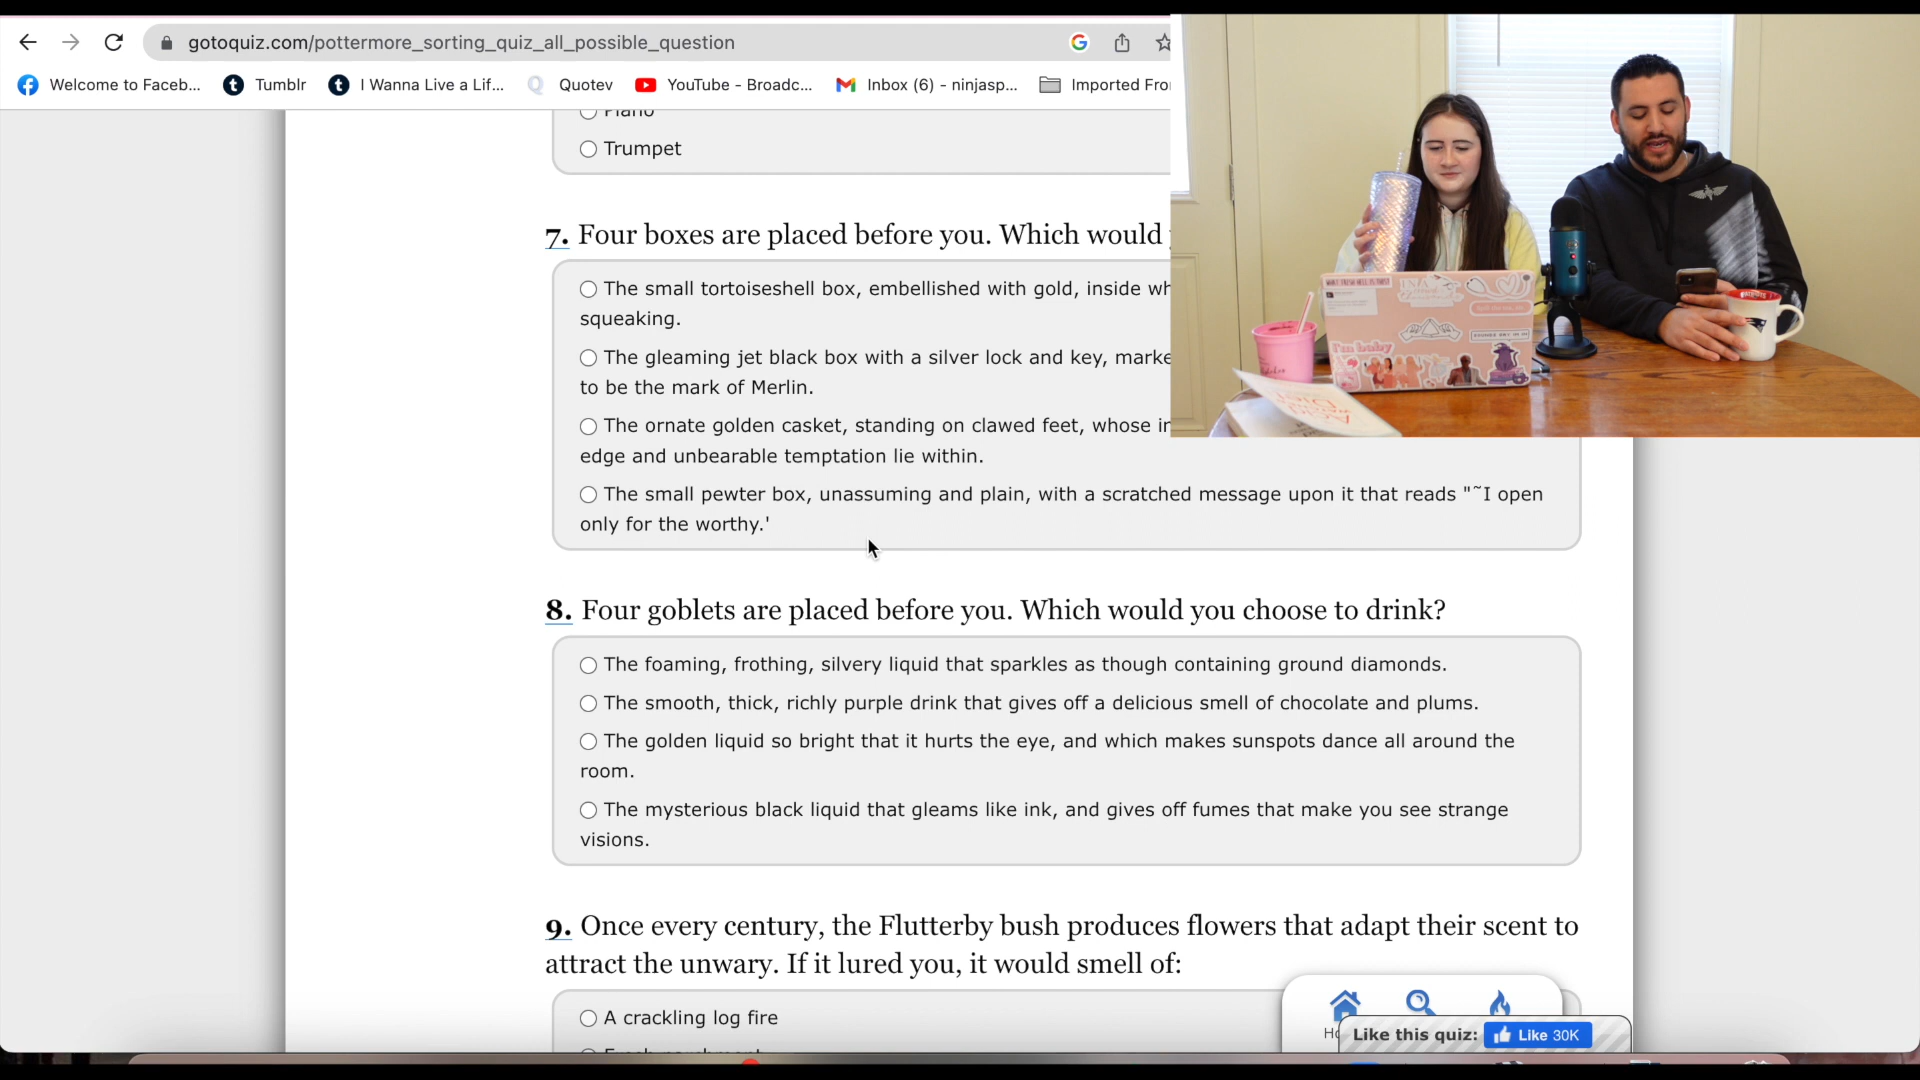 gotoquiz.com/pottermore_sorting_quiz_all_possible_question
Welcome to Faceb... Tumblr I Wanna Live a Lif... Quotev YouTube - Broadc... Inbox (6) - ninjasp... Imported Fro
Piano
Trumpet
7. Four boxes are placed before you. Which would
The small tortoiseshell box, embellished with gold, inside wh
squeaking.
The gleaming jet black box with a silver lock and key, marke
to be the mark of Merlin.
The ornate golden casket, standing on clawed feet, whose in
edge and unbearable temptation lie within.
The small pewter box, unassuming and plain, with a scratched message upon it that reads "˜I open
only for the worthy.'
8. Four goblets are placed before you. Which would you choose to drink?
The foaming, frothing, silvery liquid that sparkles as though containing ground diamonds.
The smooth, thick, richly purple drink that gives off a delicious smell of chocolate and plums.
The golden liquid so bright that it hurts the eye, and which makes sunspots dance all around the
room.
The mysterious black liquid that gleams like ink, and gives off fumes that make you see strange
visions.
9. Once every century, the Flutterby bush produces flowers that adapt their scent to
attract the unwary. If it lured you, it would smell of:
A crackling log fire
Fresh parchment
Like this quiz: Like 30K
I'm baby
PATRIOTS